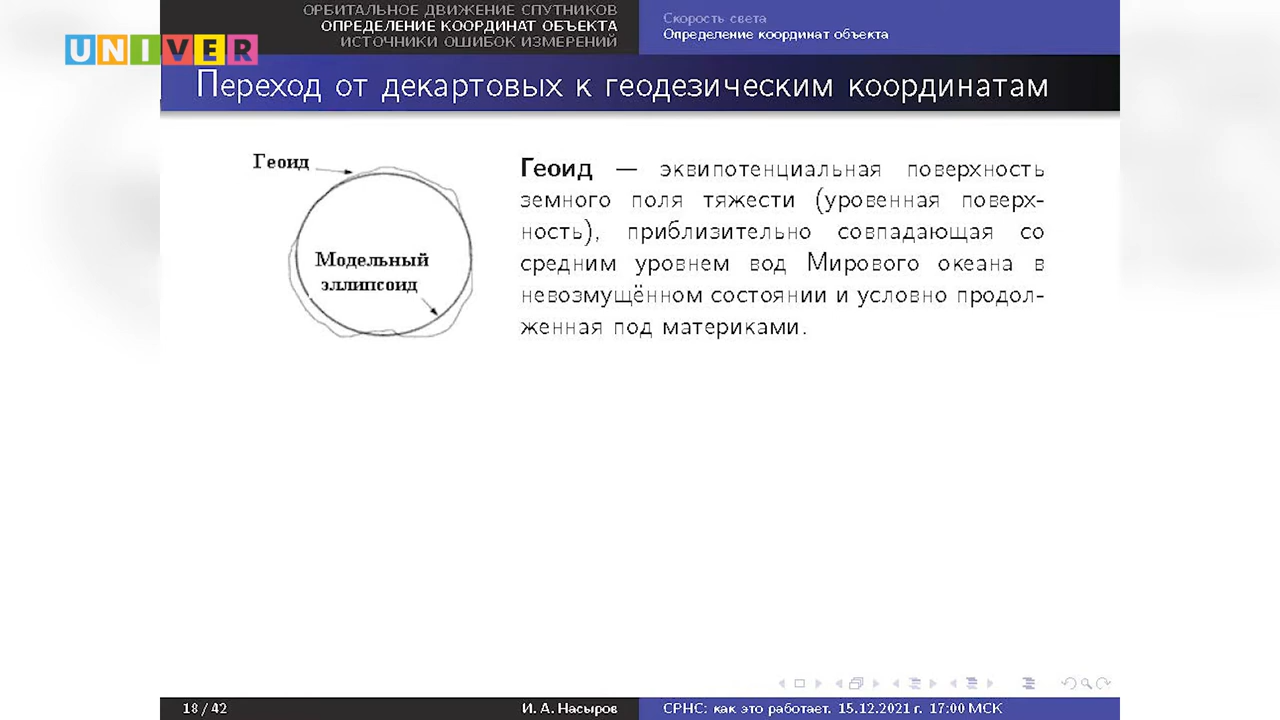 ОРБИТАЛЬНОЕ ДВИЖЕНИЕ СПУТНИКОВ
ОПРЕДЕЛЕНИЕ КООРДИНАТ ОБЪЕКТА
ИСТОЧНИКИ ОШИБОК ИЗМЕРЕНИЙ
Скорость света
Определение координат объекта
UNIVER
Переход от декартовых к геодезическим координатам
Геоид
Модельный
эллипсоид
Геоид — эквипотенциальная поверхность
земного поля тяжести (уровенная поверх-
ность), приблизительно совпадающая со
средним уровнем вод Мирового океана в
невозмущённом состоянии и условно продол-
женная под материками.
18 / 42
И. А. Насыров
СРНС: как это работает. 15.12.2021 г. 17:00 МСК